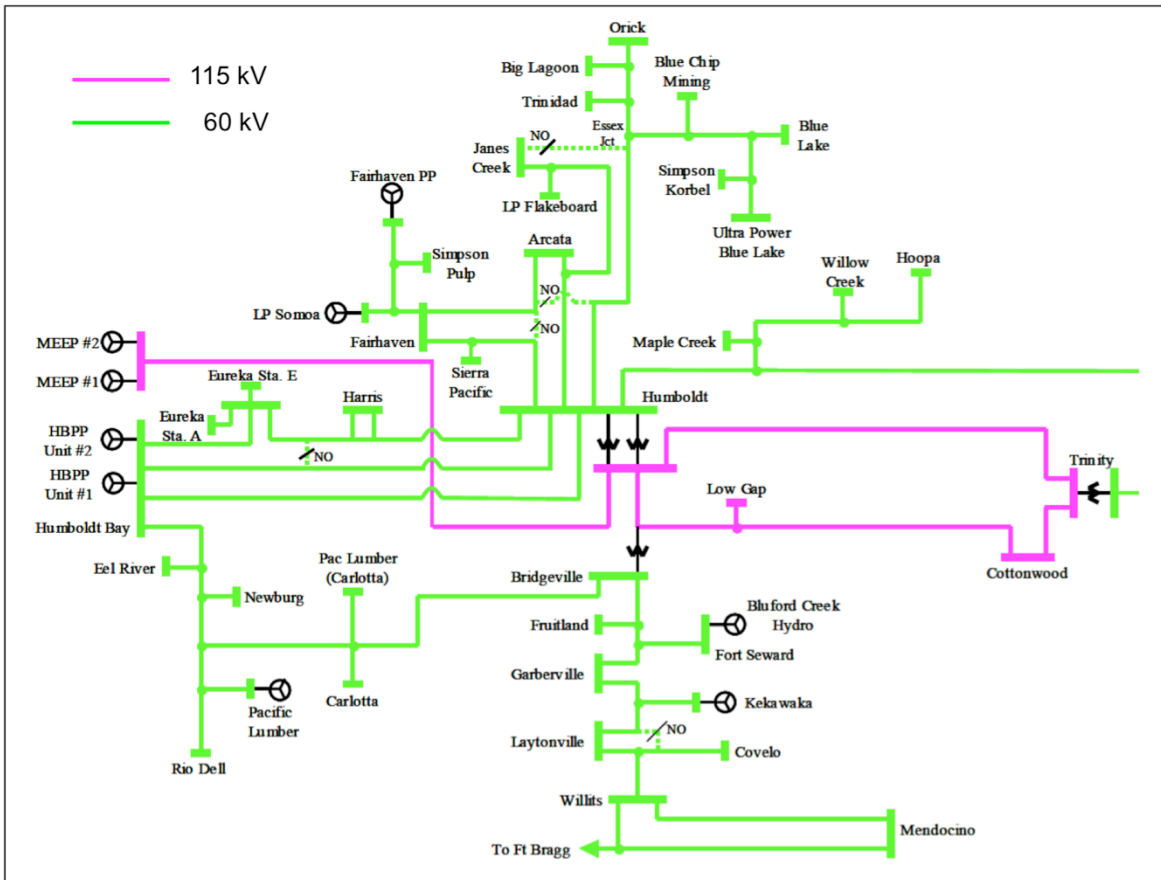 115 kV
60 kV
Orick
Big Lagoon
Blue Chip
Mining
Trinidad
Essex
Jct
NO
Janes
Creek
Blue
Lake
Simpson
Korbel
Fairhaven PP
LP Flakeboard
Ultra Power
Blue Lake
Arcata
Simpson
Pulp
Willow
Creek
Hoopa
NO
LP Somoa
NO
Fairhaven
Maple Creek
MEEP #2
MEEP #1
Sierra
Pacific
Eureka Sta. E
Harris
Humboldt
Eureka
Sta. A
HBPP
Unit #2
NO
HBPP
Unit #1
Trinity
Low Gap
Humboldt Bay
Cottonwood
Eel River
Pac Lumber
(Carlotta)
Bridgeville
Newburg
Bluford Creek
Hydro
Fruitland
Fort Seward
Garberville
Carlotta
Kekawaka
Pacific
Lumber
NO
Laytonville
Covelo
Rio Dell
Willits
Mendocino
To Ft Bragg